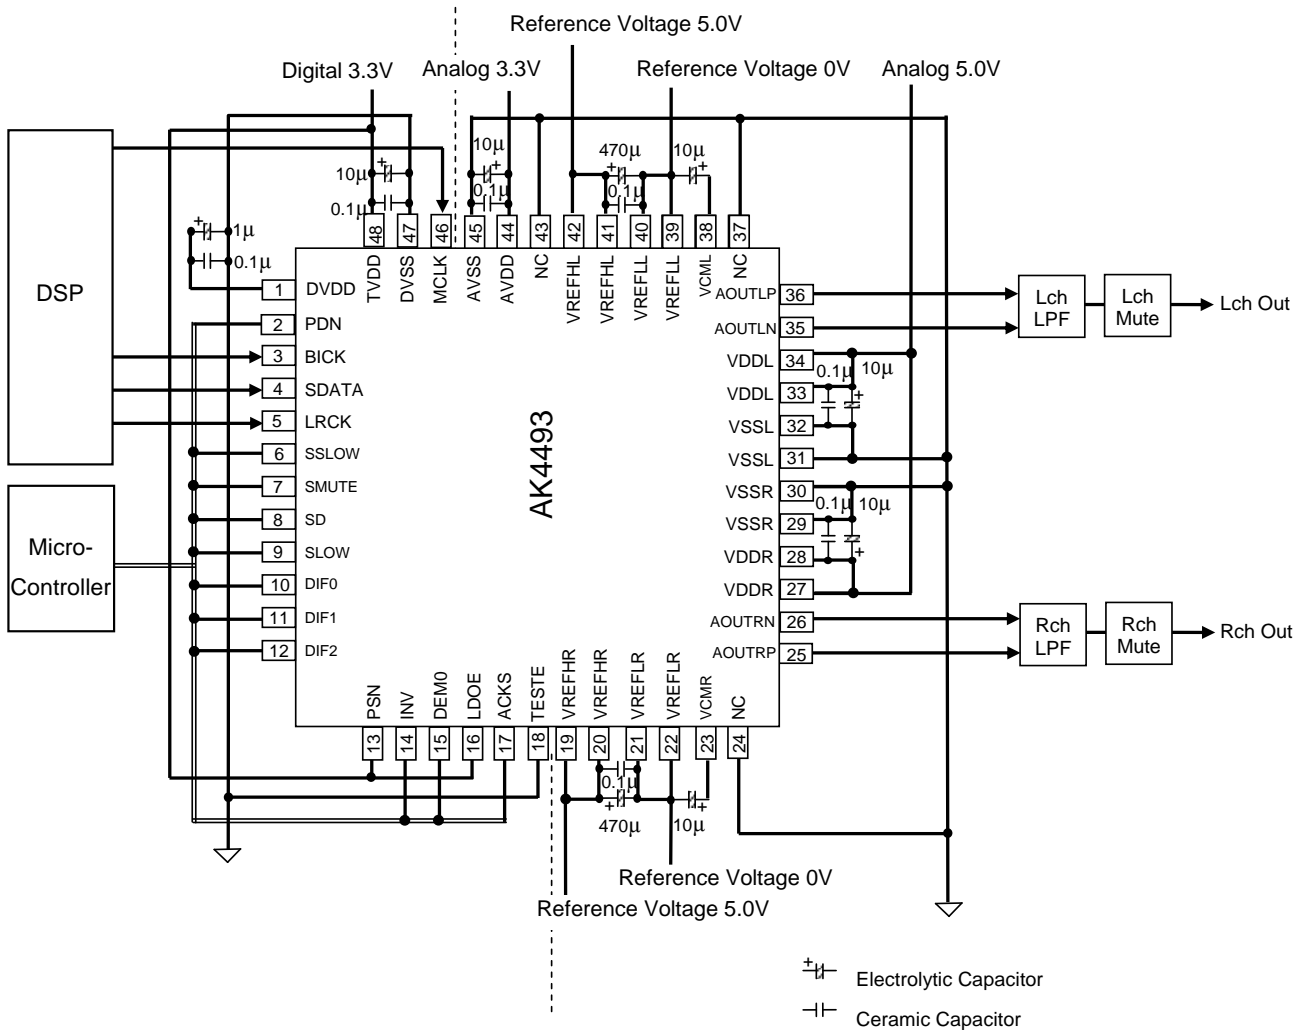 Reference Voltage 5.0V
Digital 3.3V
Analog 3.3V
Reference Voltage 0V
Analog 5.0V
10µ
0.1µ
10µ
0.1µ
470µ
0.1µ
10µ
+
+
+
+
+
1µ
0.1µ
48
47
46
45
44
43
42
41
40
39
38
37
TVDD
DVSS
MCLK
AVSS
AVDD
NC
VREFHL
VREFHL
VREFLL
VREFLL
VCML
NC
DSP
Micro-
Controller
1 DVDD
2 PDN
3 BICK
4 SDATA
5 LRCK
6 SSLOW
7 SMUTE
8 SD
9 SLOW
10 DIF0
11 DIF1
12 DIF2
AK4493
AOUTLP 36
AOUTLN 35
VDDL 34
VDDL 33
VSSL 32
VSSL 31
VSSR 30
VSSR 29
VDDR 28
VDDR 27
AOUTRN 26
AOUTRP 25
0.1µ
10µ
+
0.1µ
10µ
+
Lch
LPF
Lch
Mute
Lch Out
Rch
LPF
Rch
Mute
Rch Out
PSN
INV
DEM0
LDOE
ACKS
TESTE
VREFHR
VREFHR
VREFLR
VREFLR
VCMR
NC
13
14
15
16
17
18
19
20
21
22
23
24
0.1µ
+
470µ
10µ
+
Reference Voltage 0V
Reference Voltage 5.0V
+
Electrolytic Capacitor
Ceramic Capacitor